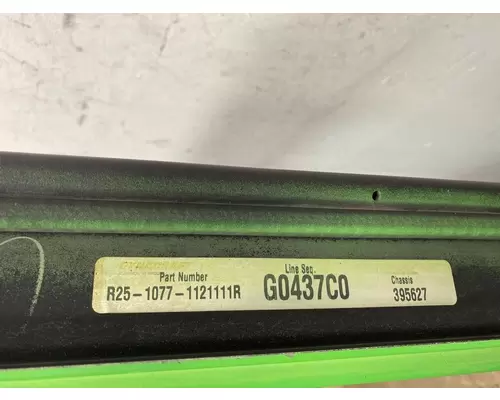 Part Number
R25-1077-1121111R
Line Seq.
G0437C0
Chassis
395627